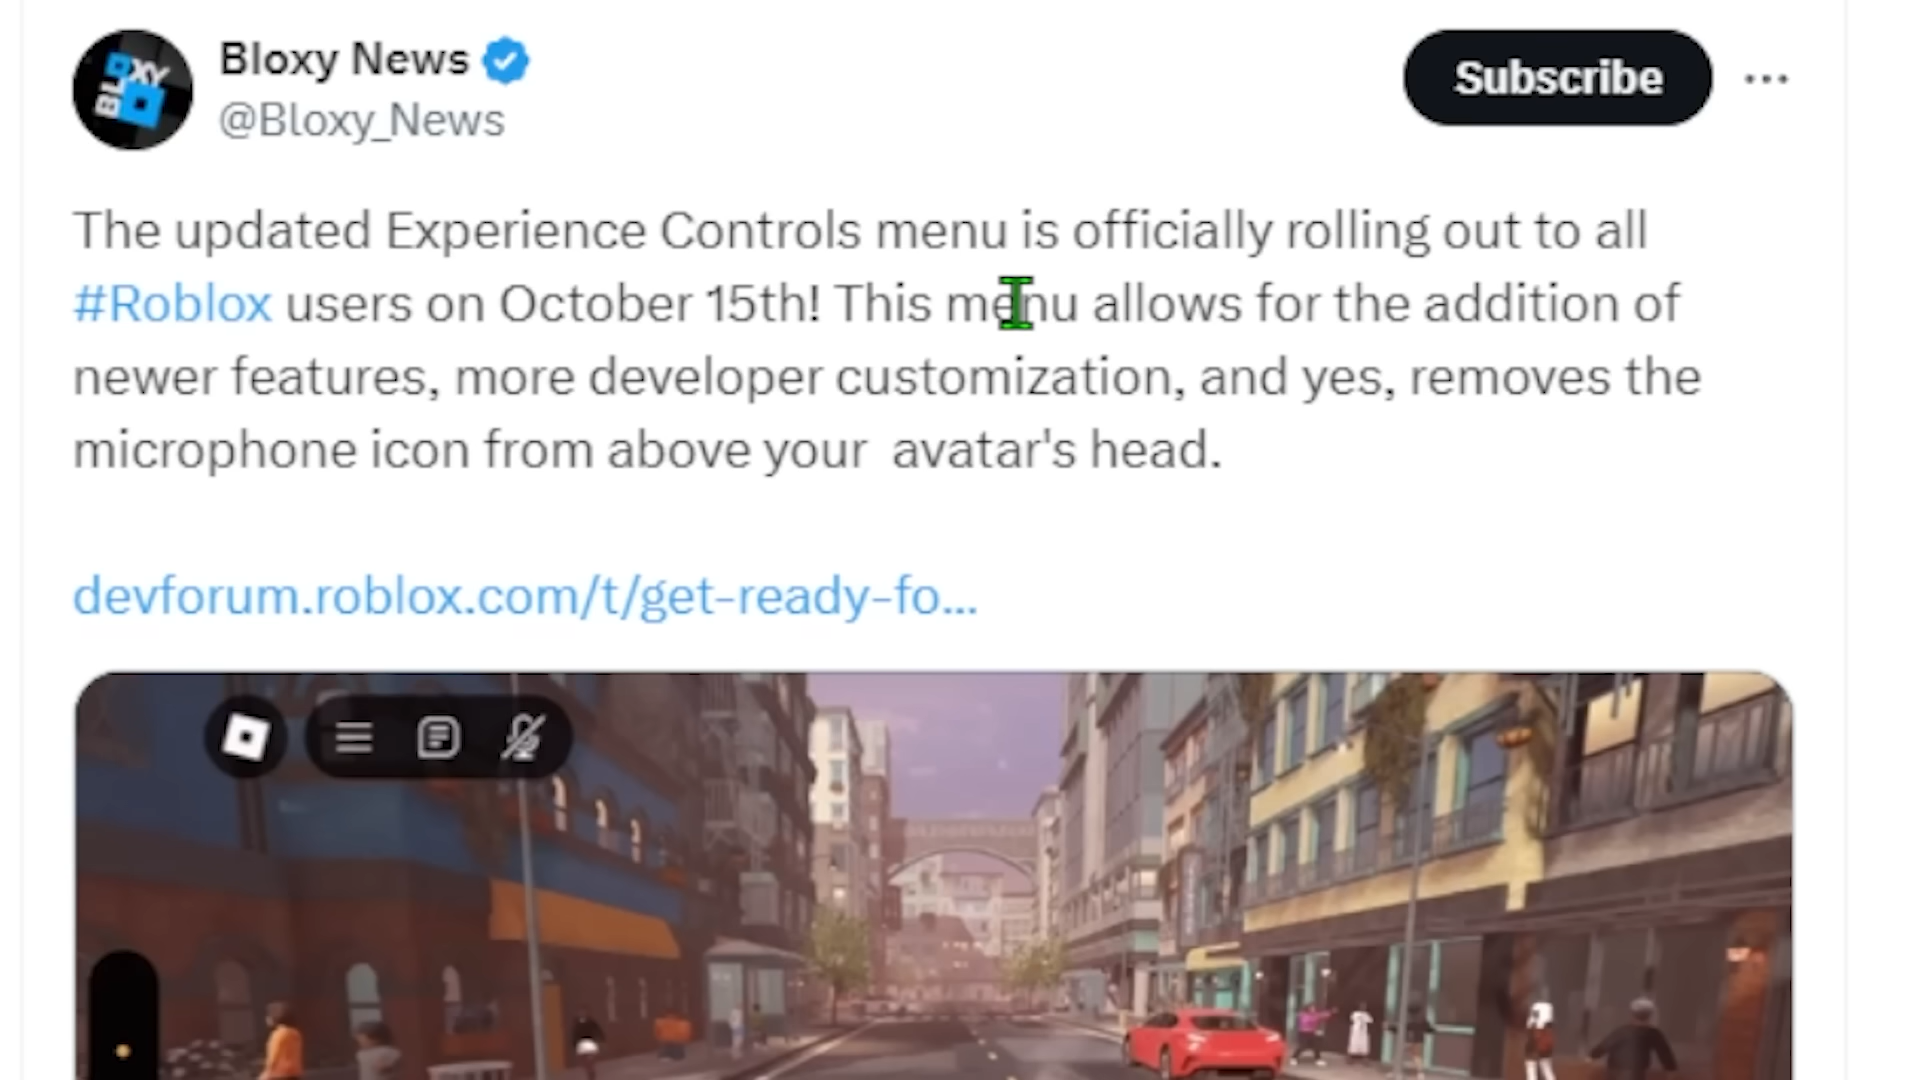 BLOXY
Bloxy News
@Bloxy_News
Subscribe
The updated Experience Controls menu is officially rolling out to all
#Roblox users on October 15th! This menu allows for the addition of
newer features, more developer customization, and yes, removes the
microphone icon from above your  avatar's head.
devforum.roblox.com/t/get-ready-fo...